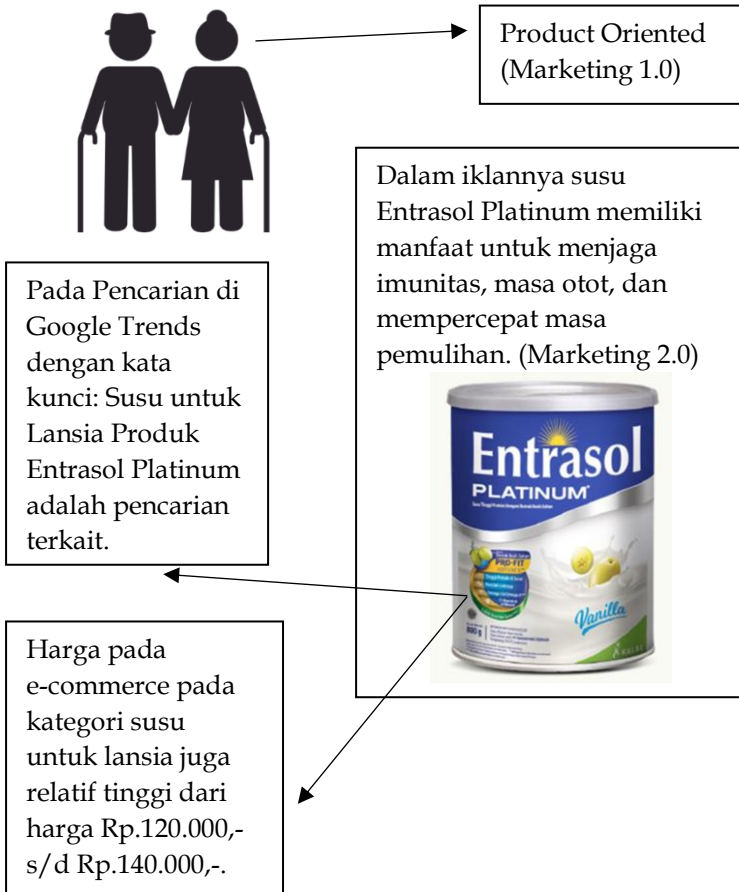 Product Oriented
(Marketing 1.0)
Dalam iklannya susu
Entrasol Platinum memiliki
manfaat untuk menjaga
imunitas, masa otot, dan
mempercepat masa
pemulihan. (Marketing 2.0)
Pada Pencarian di
Google Trends
dengan kata
kunci: Susu untuk
Lansia Produk
Entrasol Platinum
adalah pencarian
terkait.
Entrasol
PLATINUM
PRO-FIT
Vanilla
800 g
KALBE
Harga pada
e-commerce pada
kategori susu
untuk lansia juga
relatif tinggi dari
harga Rp.120.000,-
s/d Rp.140.000,-.